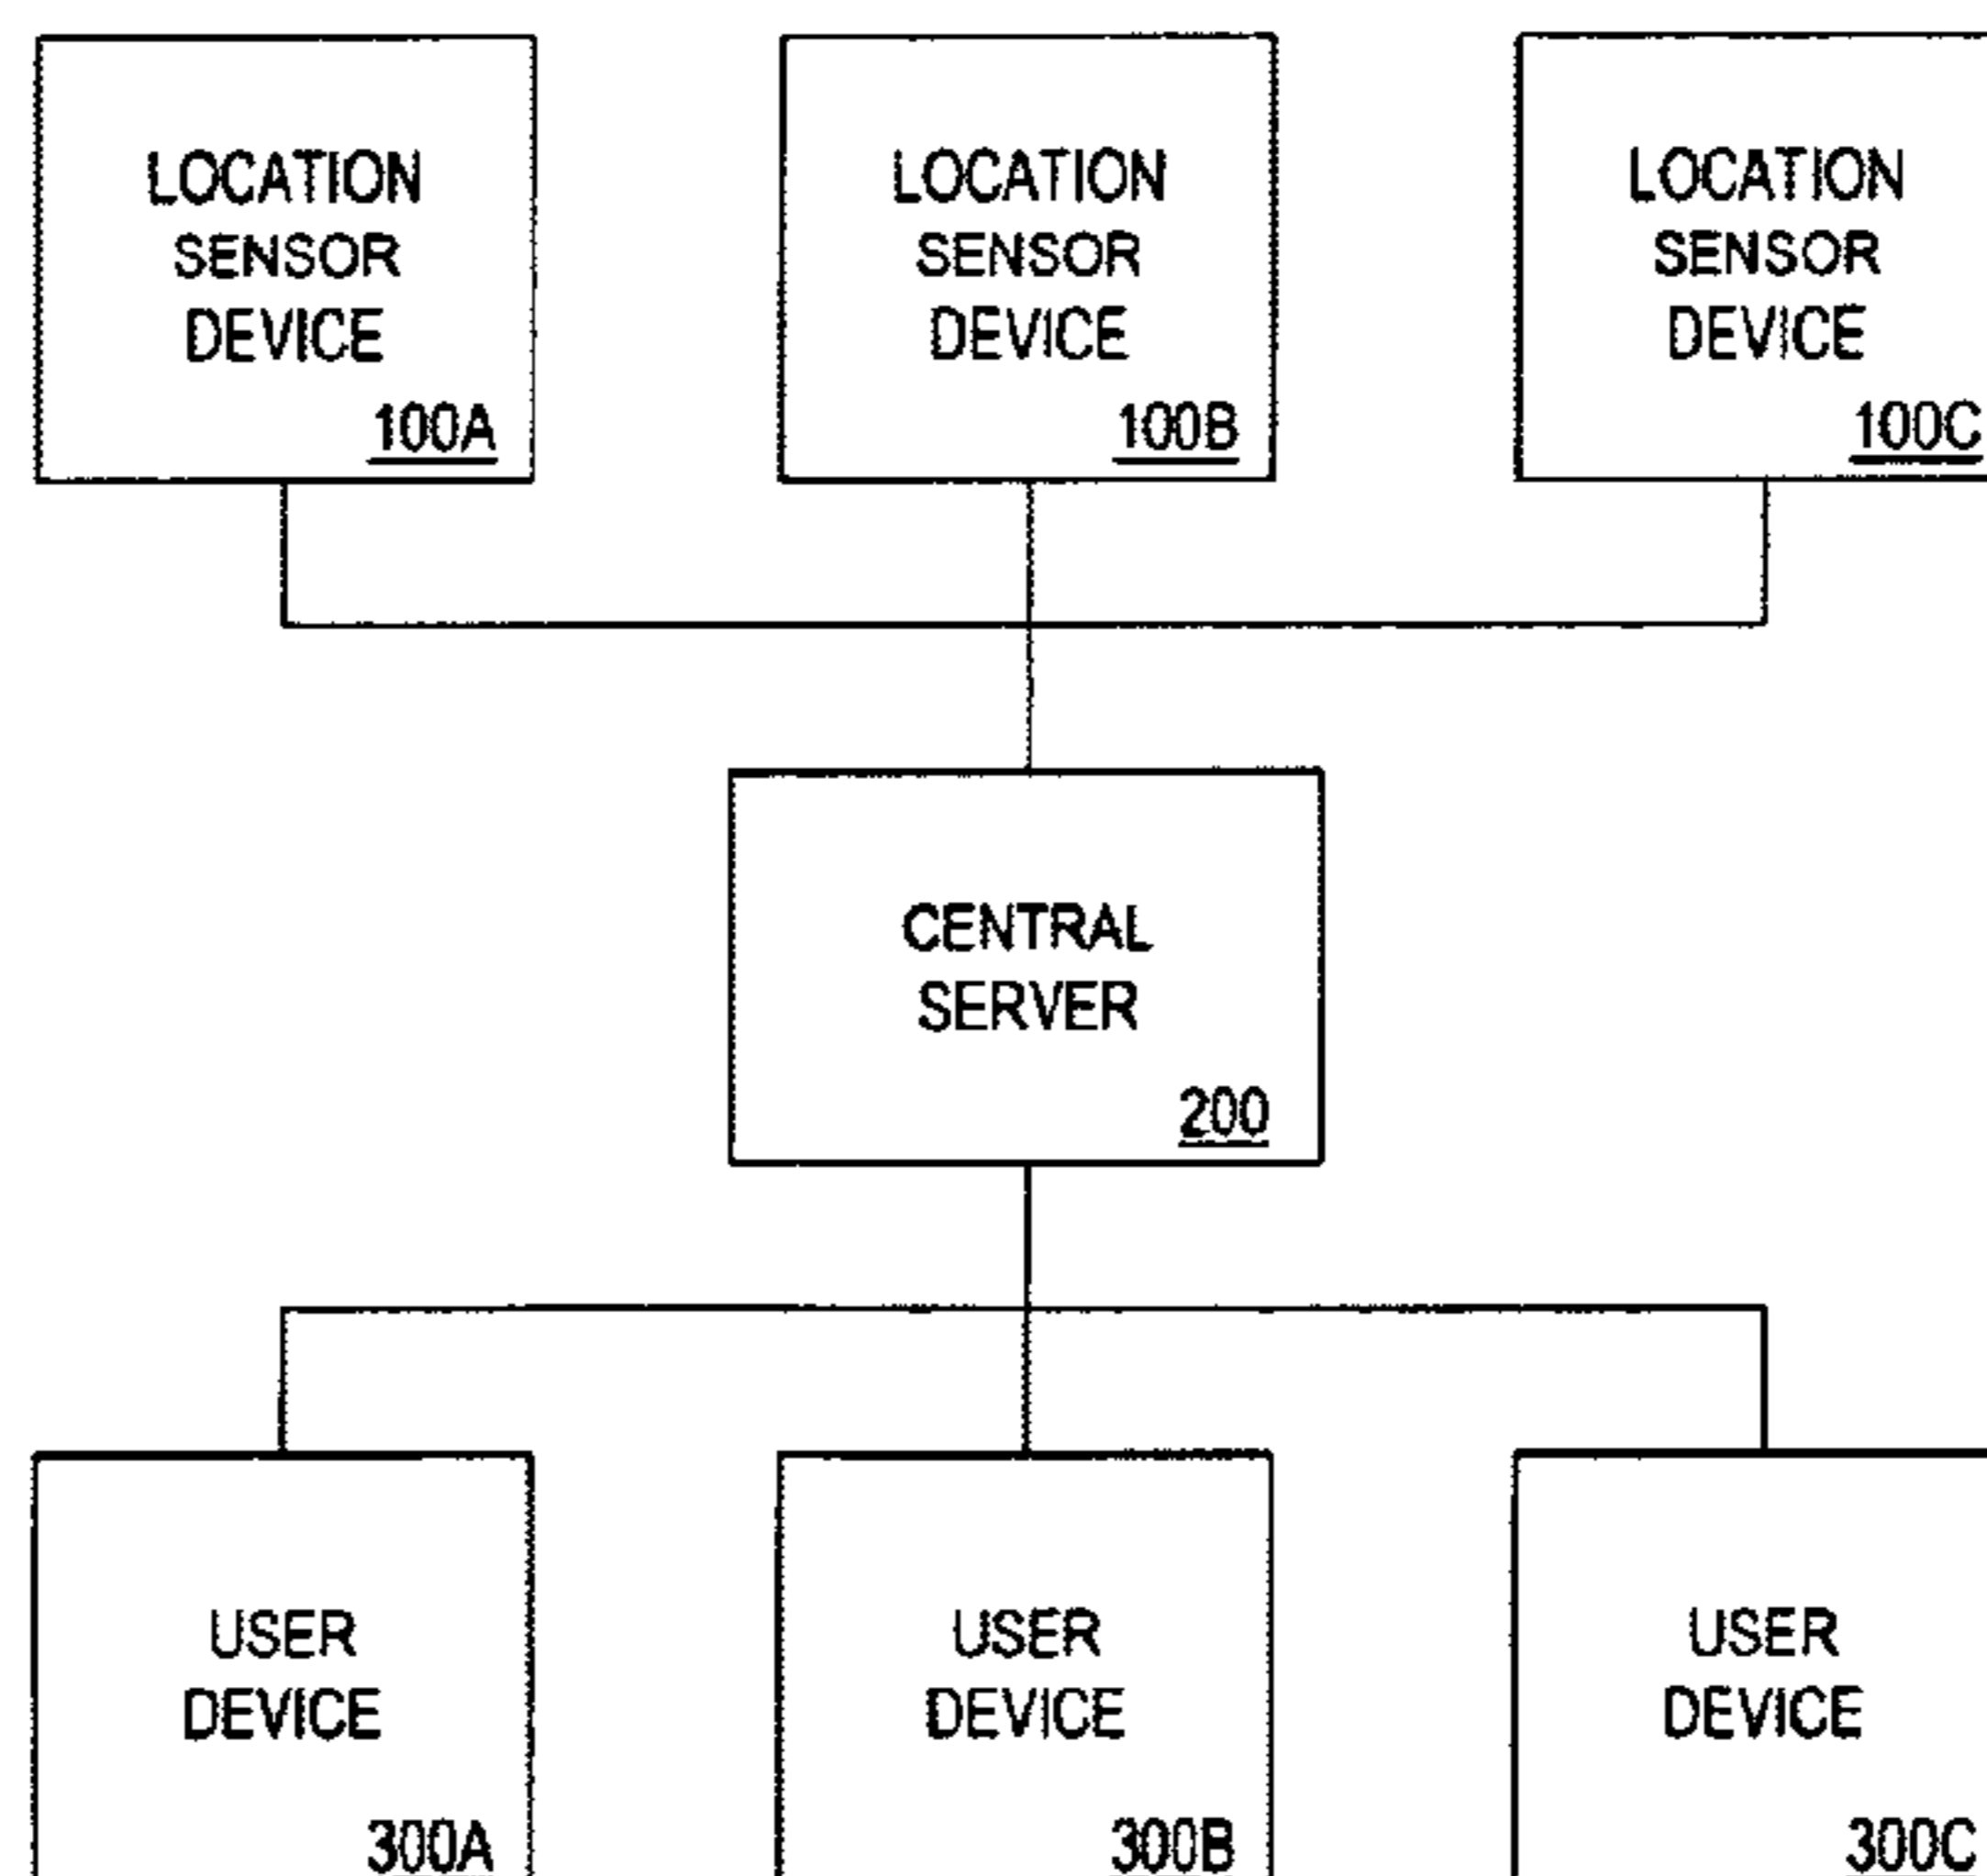 LOCATION
SENSOR
DEVICE
100A
LOCATION
SENSOR
DEVICE
100B
LOCATION
SENSOR
DEVICE
100C
CENTRAL
SERVER
200
USER
DEVICE
300A
USER
DEVICE
300B
USER
DEVICE
300C